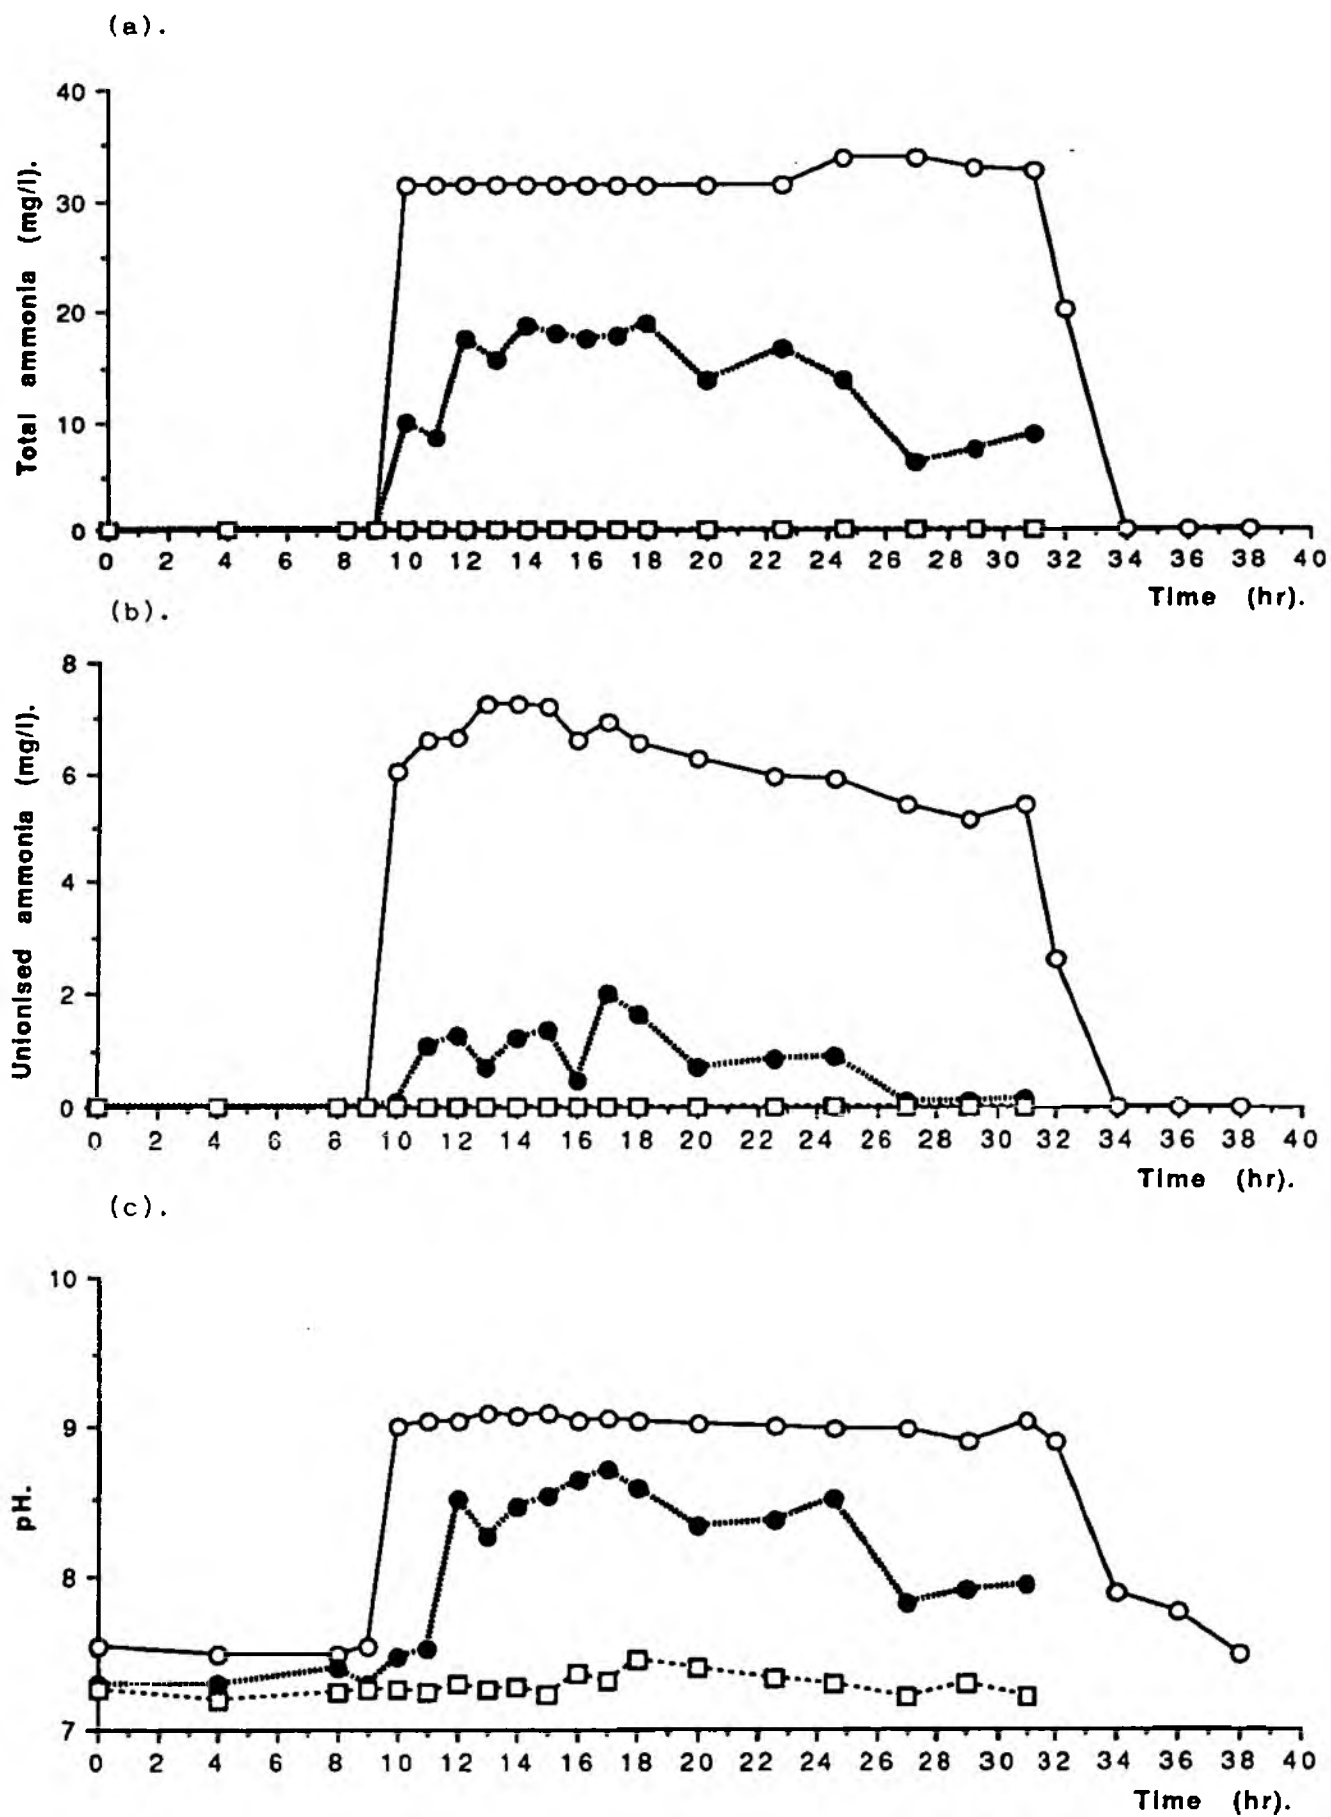 (a).
Total ammonia (mg/l).
40
30
20
10
0
0 2 4 6 8 10 12 14 16 18 20 22 24 26 28 30 32 34 36 38 40
Time (hr).
(b).
Unionised ammonia (mg/l).
8
6
4
2
0
0 2 4 6 8 10 12 14 16 18 20 22 24 26 28 30 32 34 36 38 40
Time (hr).
(c).
pH.
10
9
8
7
0 2 4 6 8 10 12 14 16 18 20 22 24 26 28 30 32 34 36 38 40
Time (hr).